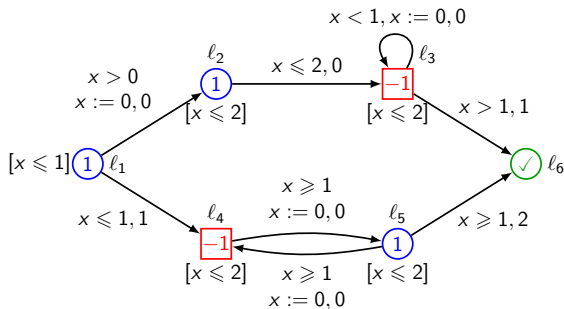 x < 1, x := 0, 0
ℓ2
ℓ3
x > 0
x := 0, 0
1
x ⩽ 2, 0
−1
x > 1, 1
[x ⩽ 2]
[x ⩽ 2]
[x ⩽ 1]
1
ℓ1
✓
ℓ6
x ⩾ 1
x := 0, 0
x ⩽ 1, 1
ℓ4
ℓ5
x ⩾ 1, 2
−1
1
[x ⩽ 2]
x ⩾ 1
x := 0, 0
[x ⩽ 2]